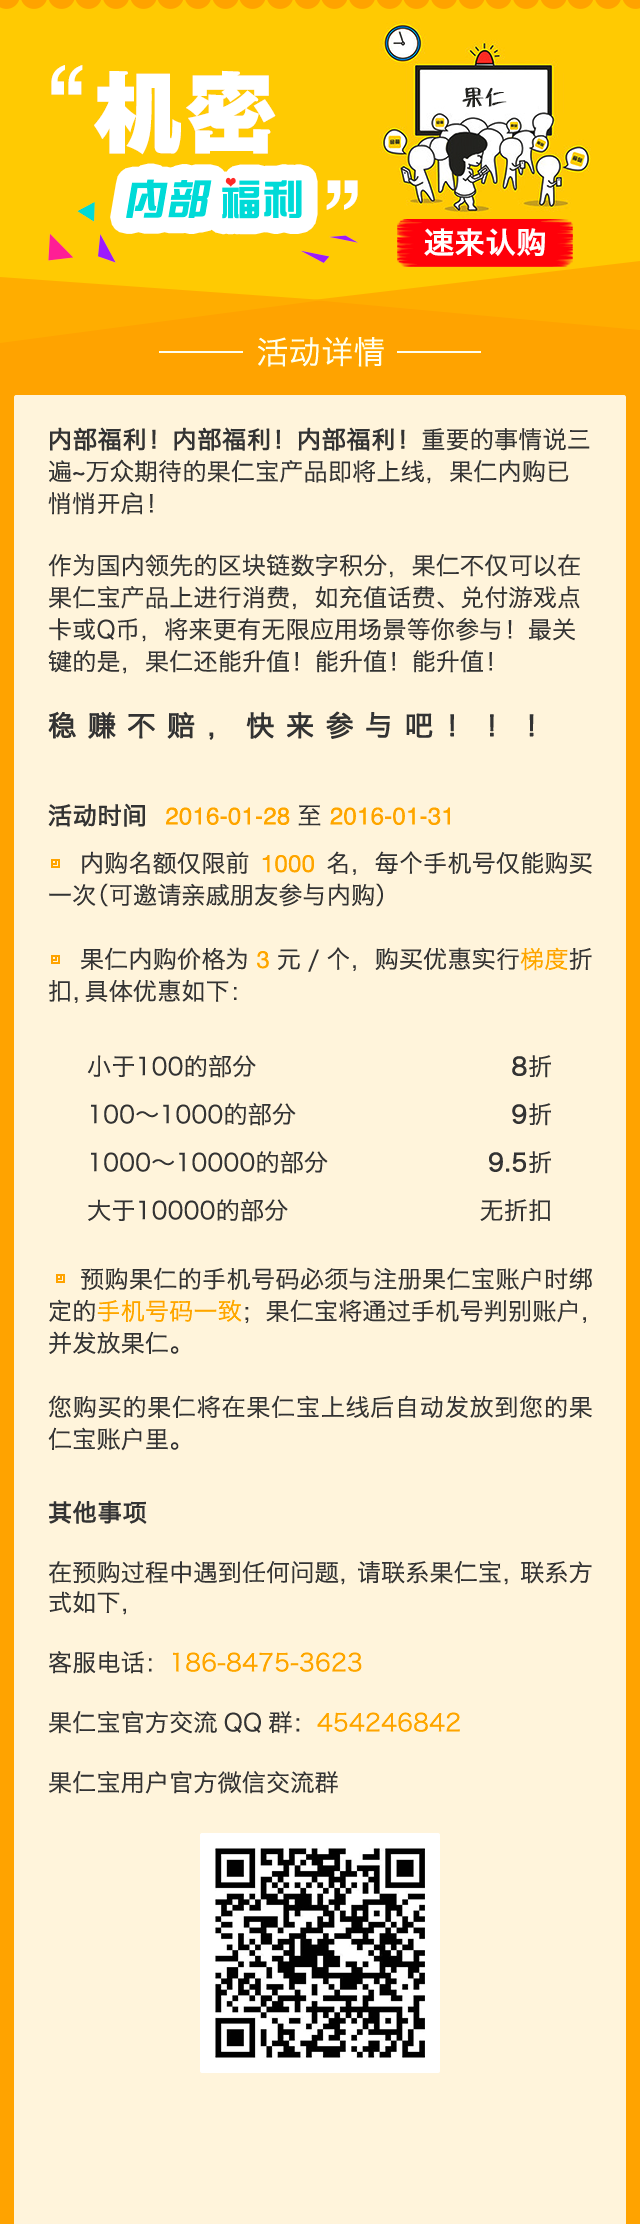 “机密
内部 福利”
果仁
速来认购
活动详情
内部福利！内部福利！内部福利！重要的事情说三
遍~万众期待的果仁宝产品即将上线，果仁内购已
悄悄开启！
作为国内领先的区块链数字积分，果仁不仅可以在
果仁宝产品上进行消费，如充值话费、兑付游戏点
卡或Q币，将来更有无限应用场景等你参与！最关
键的是，果仁还能升值！能升值！能升值！
稳赚不赔，快来参与吧！！！
活动时间 2016-01-28 至 2016-01-31
内购名额仅限前 1000 名，每个手机号仅能购买
一次（可邀请亲戚朋友参与内购）
果仁内购价格为 3 元 / 个，购买优惠实行梯度折
扣，具体优惠如下：
小于100的部分 8折
100～1000的部分 9折
1000～10000的部分 9.5折
大于10000的部分 无折扣
预购果仁的手机号码必须与注册果仁宝账户时绑
定的手机号码一致；果仁宝将通过手机号判别账户，
并发放果仁。
您购买的果仁将在果仁宝上线后自动发放到您的果
仁宝账户里。
其他事项
在预购过程中遇到任何问题，请联系果仁宝，联系方
式如下，
客服电话：186-8475-3623
果仁宝官方交流 QQ 群：454246842
果仁宝用户官方微信交流群